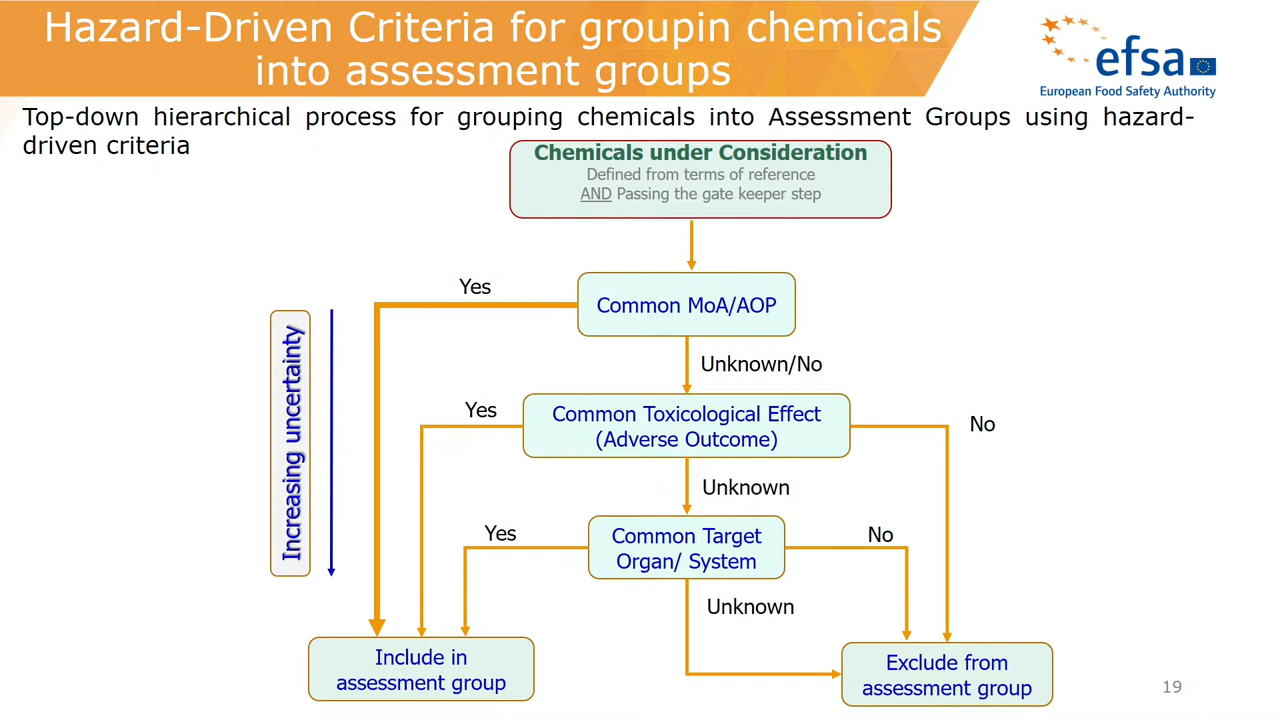 Hazard-Driven Criteria for groupin chemicals
into assessment groups
efsa
European Food Safety Authority
Top-down hierarchical process for grouping chemicals into Assessment Groups using hazard-
driven criteria
Chemicals under Consideration
Defined from terms of reference
AND Passing the gate keeper step
Yes
Common MoA/AOP
Increasing uncertainty
Unknown/No
Yes
Common Toxicological Effect
(Adverse Outcome)
No
Unknown
Yes
Common Target
Organ/ System
No
Unknown
Include in
assessment group
Exclude from
assessment group
19